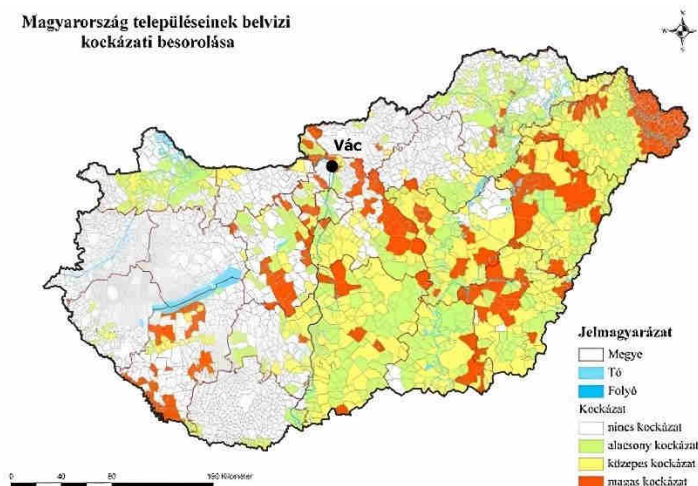 Magyarország településeinek belvizi
kockázati besorolása
N
W
E
S
Vác
Jelmagyarázat
Megye
Tó
Folyó
Kockázat
nincs kockázat
alacsony kockázat
közepes kockázat
magas kockázat
0 40 80 160 Kilométer